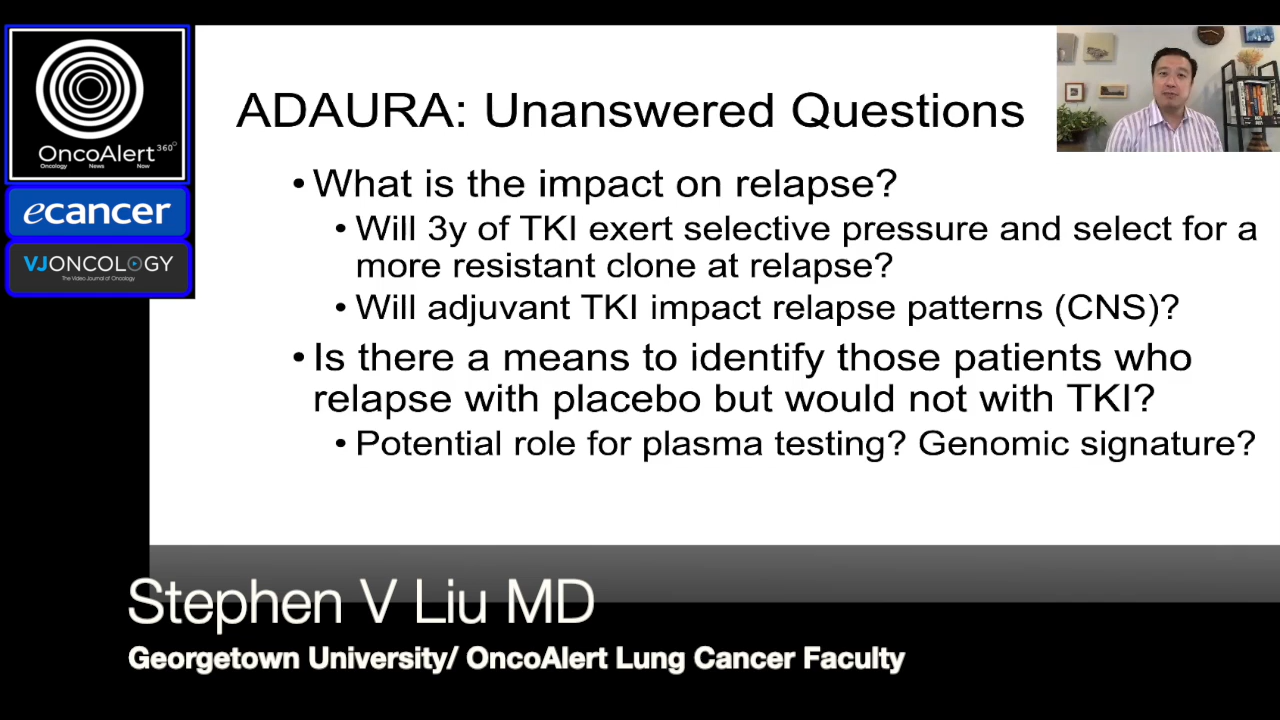 OncoAlert 360°
Oncology News Now
ecancer
VJONCOLOGY
The Video Journal of Oncology
ADAURA: Unanswered Questions
• What is the impact on relapse?
• Will 3y of TKI exert selective pressure and select for a
more resistant clone at relapse?
• Will adjuvant TKI impact relapse patterns (CNS)?
• Is there a means to identify those patients who
relapse with placebo but would not with TKI?
• Potential role for plasma testing? Genomic signature?
Stephen V Liu MD
Georgetown University/ OncoAlert Lung Cancer Faculty